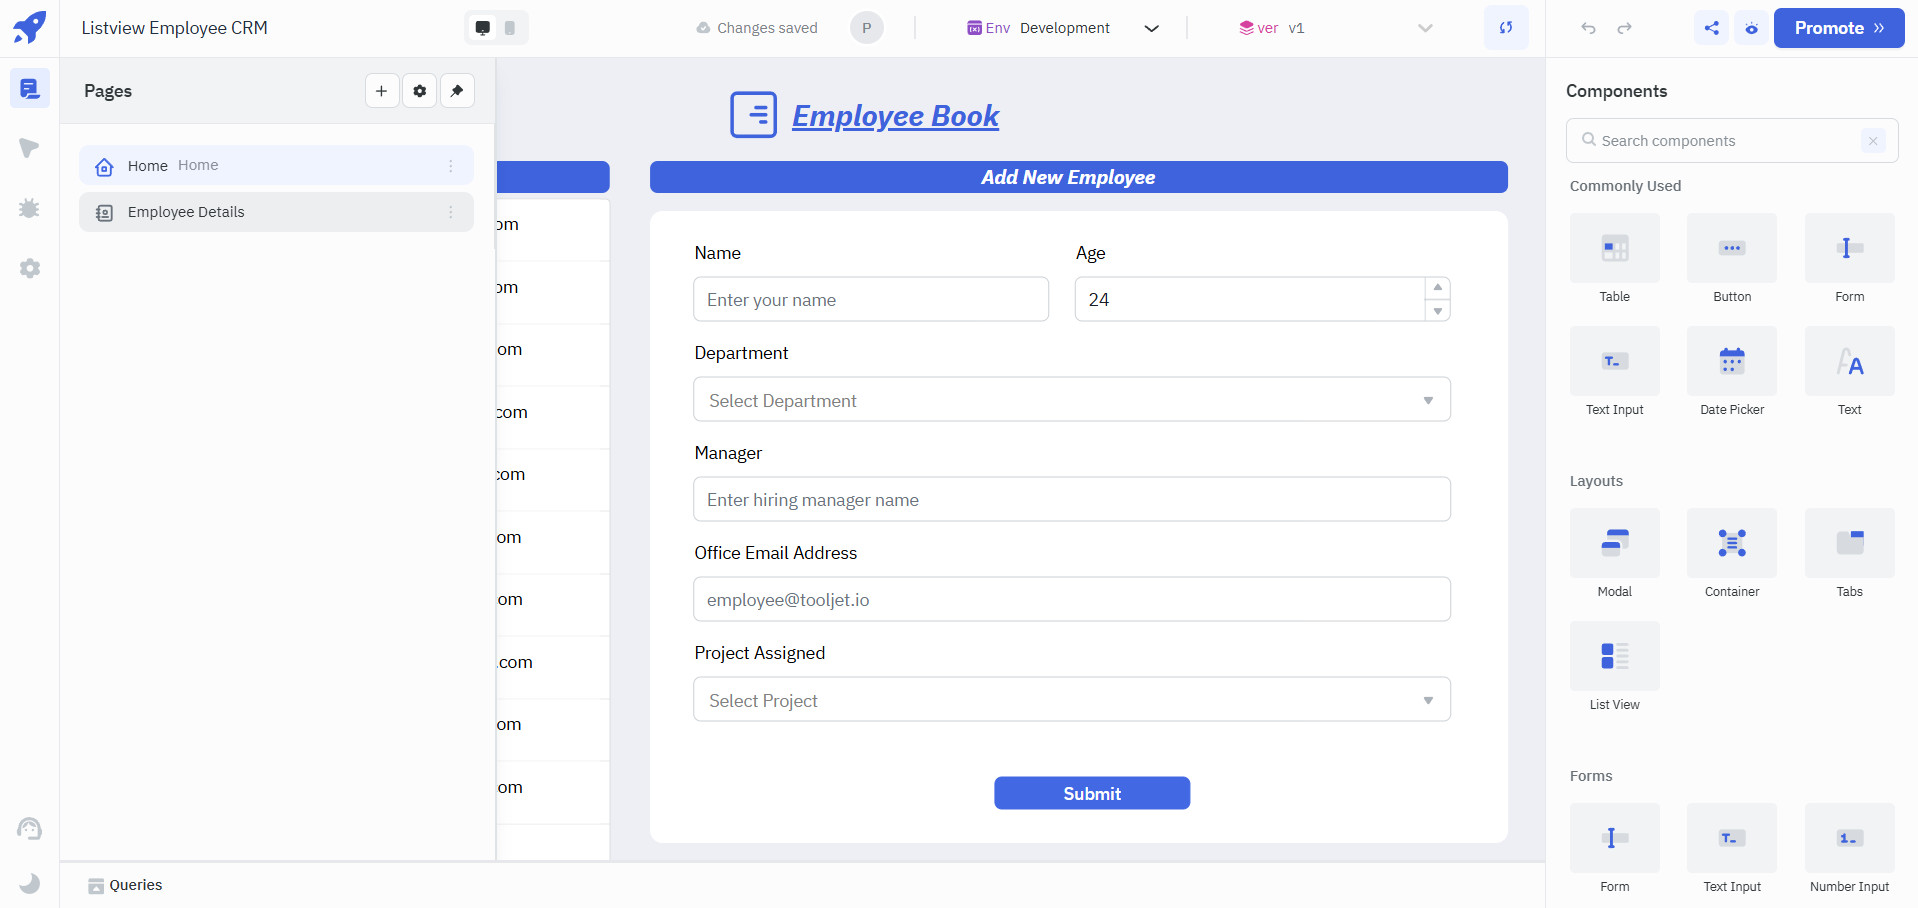 Listview Employee CRM
Changes saved
P
Env Development
ver v1
Promote
Pages
Home Home
Employee Details
om
om
om
com
com
om
om
.com
om
om
Employee Book
Add New Employee
Name
Age
Enter your name
24
Department
Select Department
Manager
Enter hiring manager name
Office Email Address
employee@tooljet.io
Project Assigned
Select Project
Submit
Queries
Components
Search components
Commonly Used
Table
Button
Form
Text Input
Date Picker
Text
Layouts
Modal
Container
Tabs
List View
Forms
Form
Text Input
Number Input